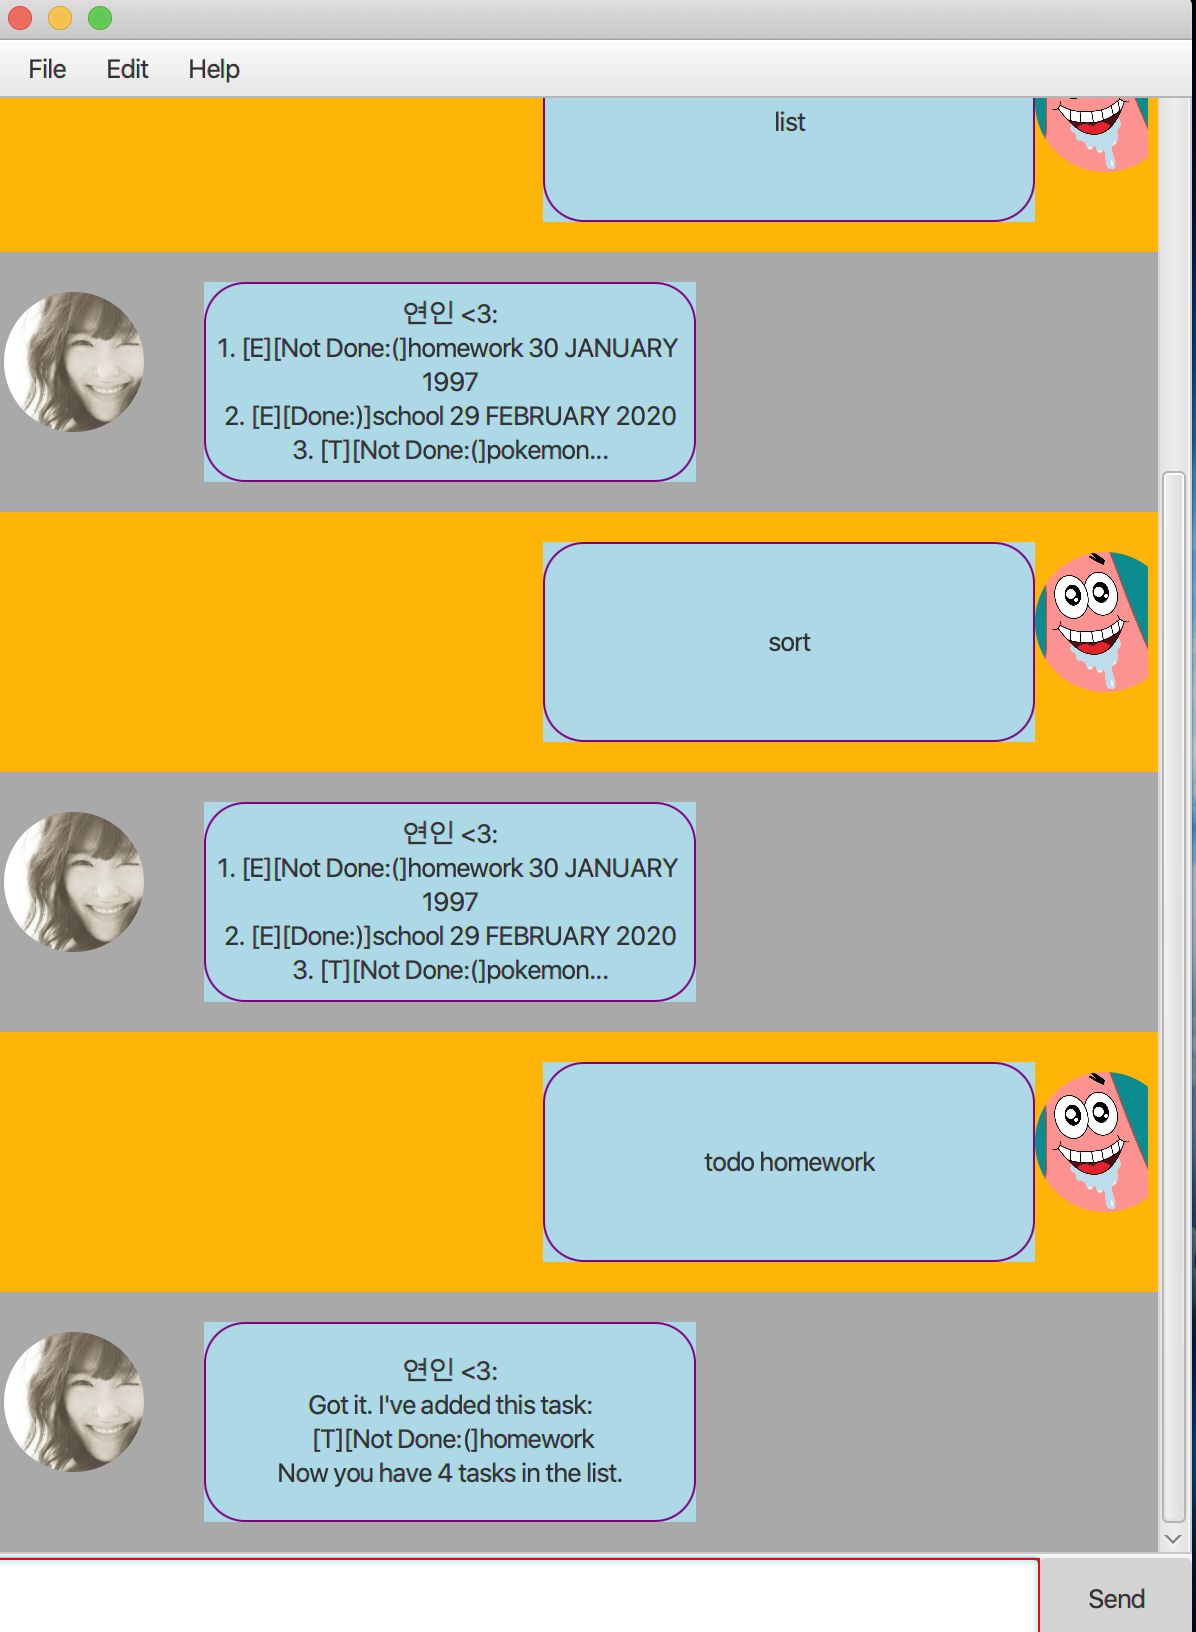 File Edit Help
list
연인 <3:
1. [E][Not Done:(]homework 30 JANUARY
1997
2. [E][Done:)]school 29 FEBRUARY 2020
3. [T][Not Done:(]pokemon...
sort
연인 <3:
1. [E][Not Done:(]homework 30 JANUARY
1997
2. [E][Done:)]school 29 FEBRUARY 2020
3. [T][Not Done:(]pokemon...
todo homework
연인 <3:
Got it. I've added this task:
[T][Not Done:(]homework
Now you have 4 tasks in the list.
Send